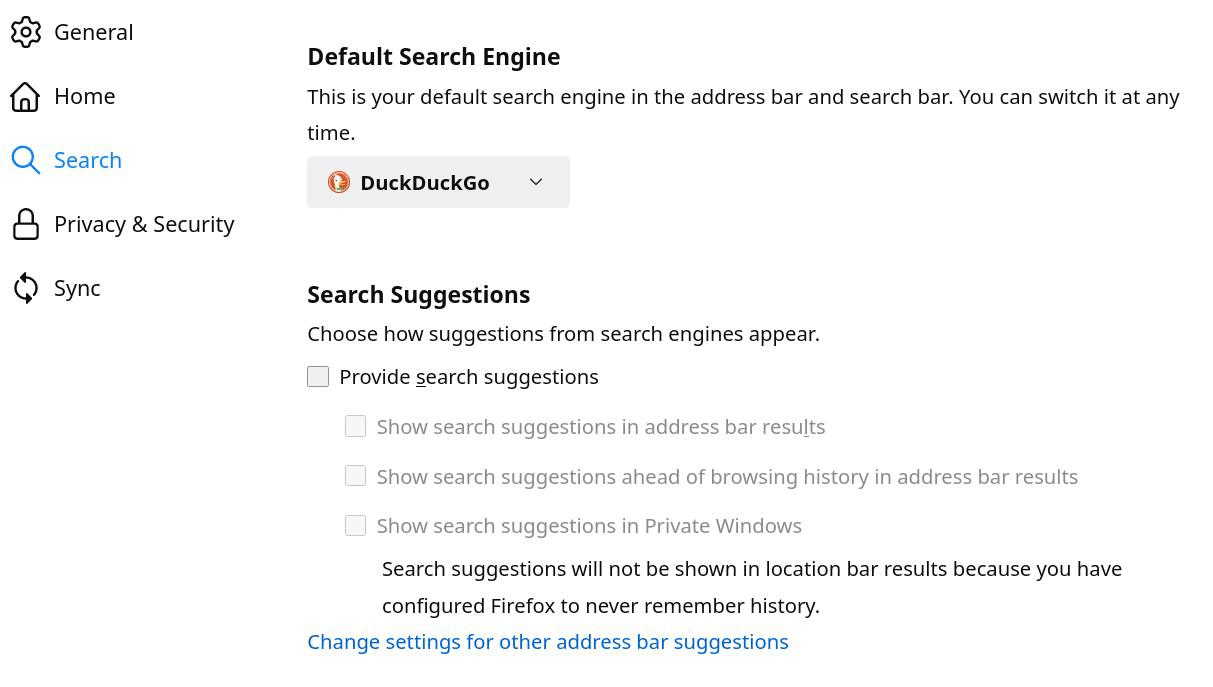 General
Home
Search
Privacy & Security
Sync
Default Search Engine
This is your default search engine in the address bar and search bar. You can switch it at any
time.
DuckDuckGo
Search Suggestions
Choose how suggestions from search engines appear.
Provide search suggestions
Show search suggestions in address bar results
Show search suggestions ahead of browsing history in address bar results
Show search suggestions in Private Windows
Search suggestions will not be shown in location bar results because you have
configured Firefox to never remember history.
Change settings for other address bar suggestions